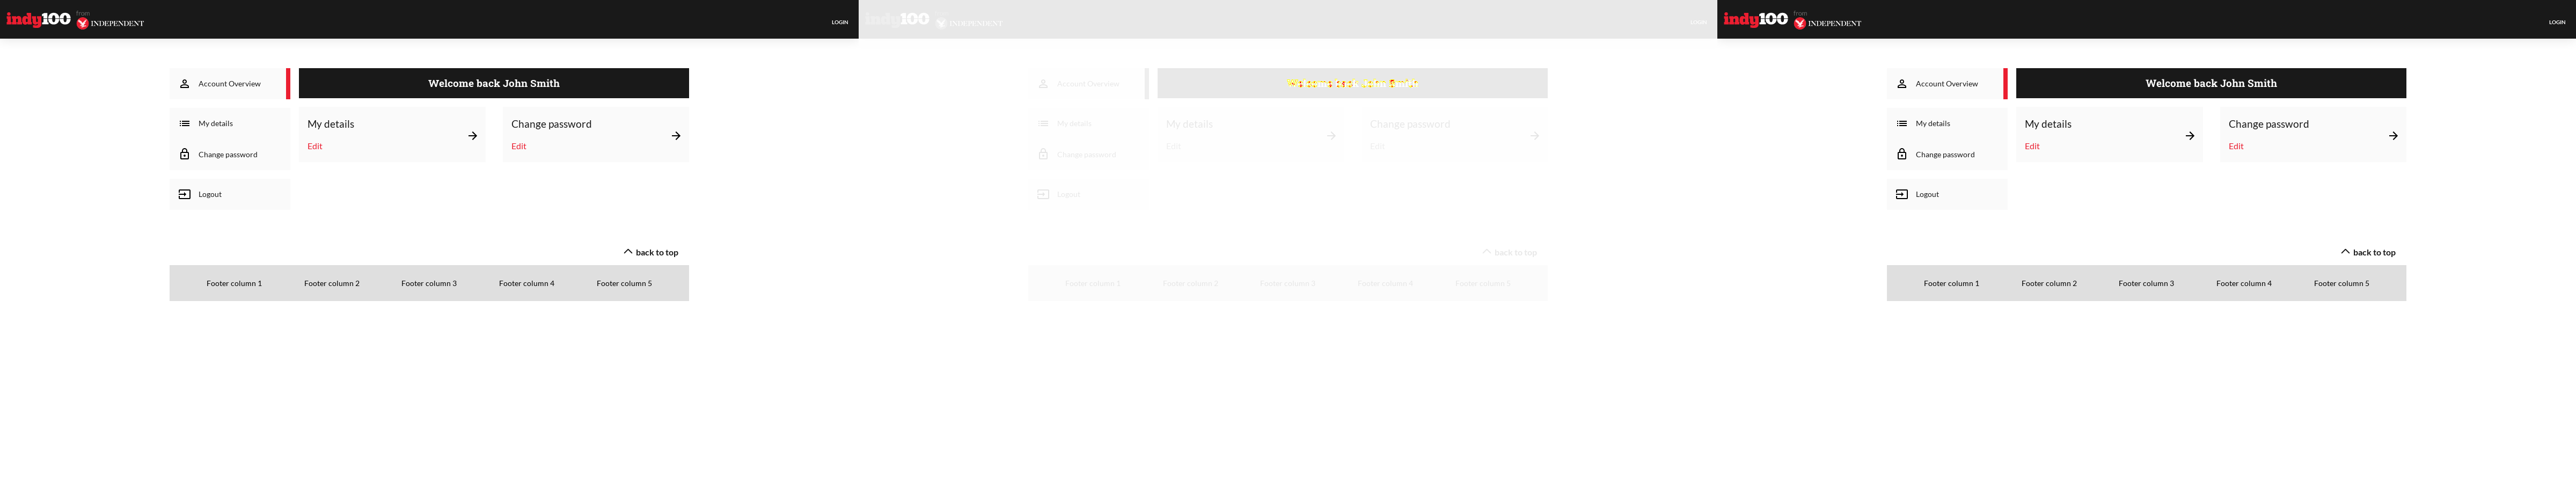 indy100 from INDEPENDENT LOGIN
Account Overview
Welcome back John Smith
My details
My details
Change password
Edit
Edit
Change password
Logout
back to top
Footer column 1 Footer column 2 Footer column 3 Footer column 4 Footer column 5
indy100 INDEPENDENT LOGIN
Account Overview
Welcome back John Smith
My details
My details
Change password
Edit
Edit
Change password
Logout
back to top
Footer column 1 Footer column 2 Footer column 3 Footer column 4 Footer column 5
indy100 from INDEPENDENT LOGIN
Account Overview
Welcome back John Smith
My details
My details
Change password
Edit
Edit
Change password
Logout
back to top
Footer column 1 Footer column 2 Footer column 3 Footer column 4 Footer column 5